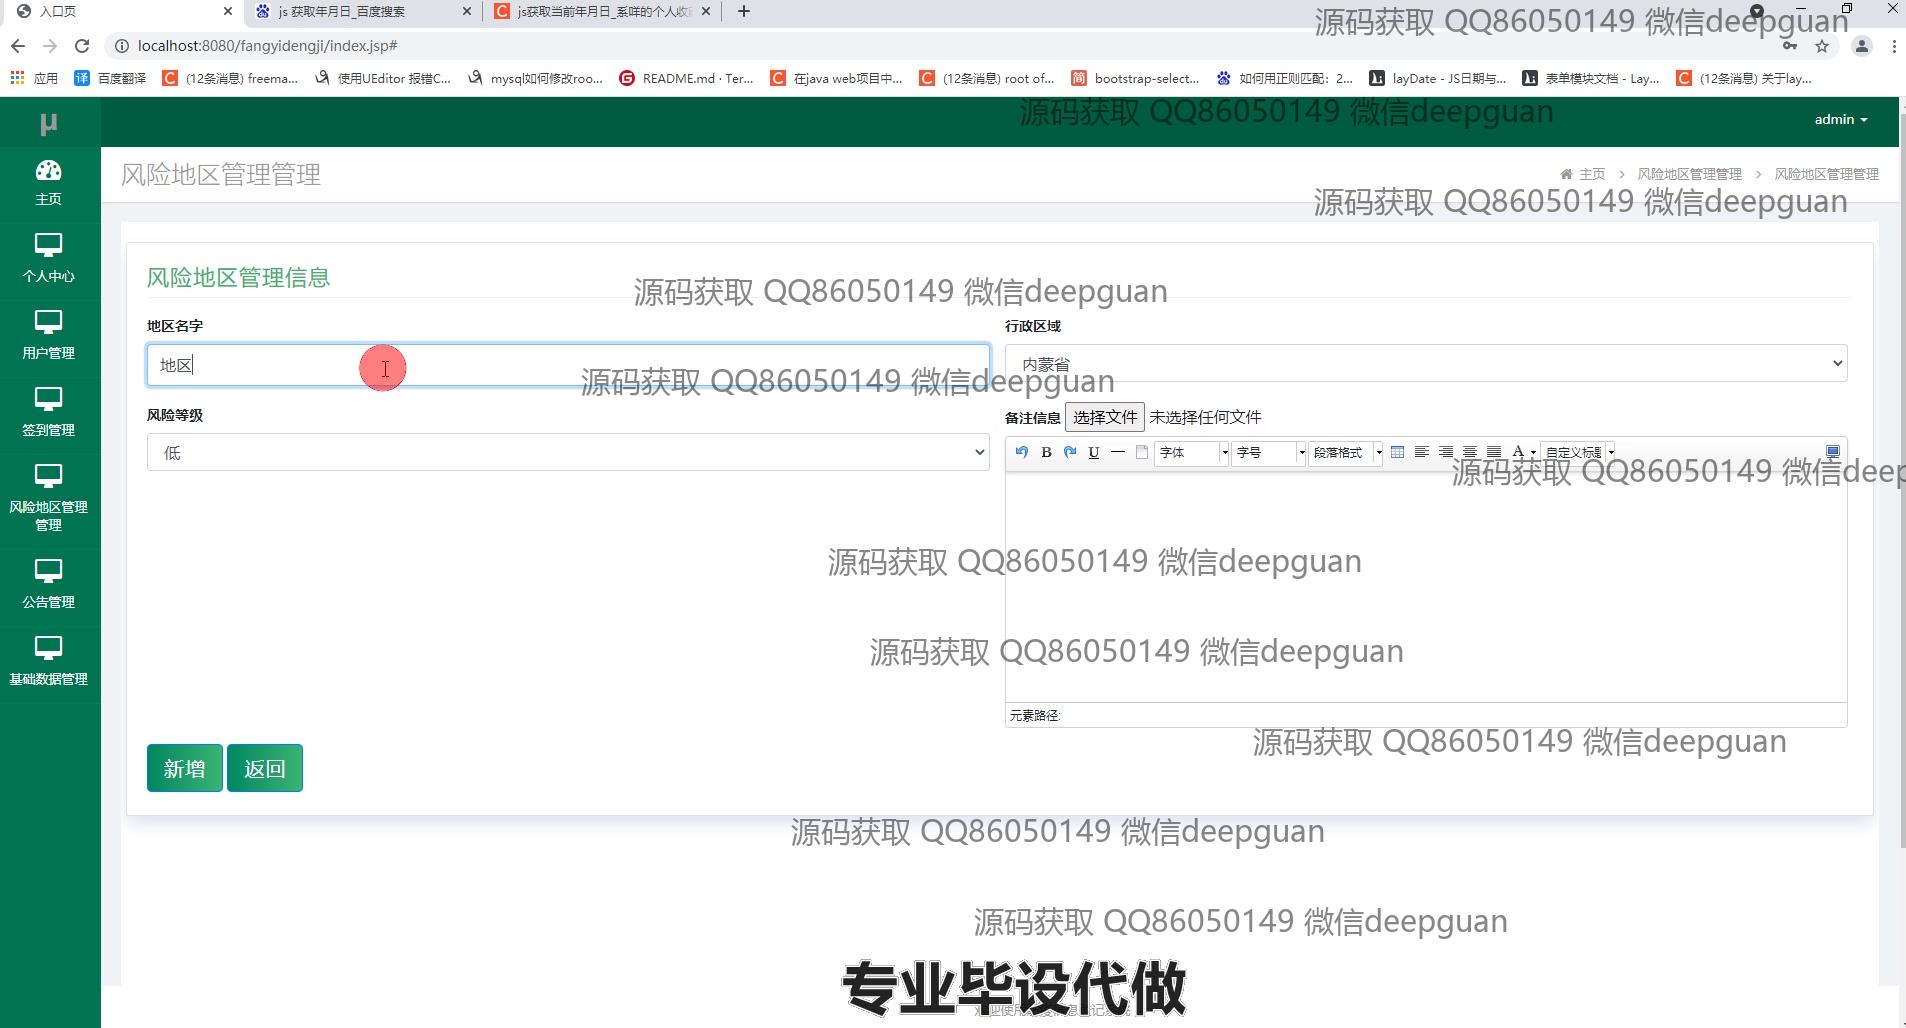 入口页
js 获取年月日_百度搜索
js获取当前年月日_系咩的个人收
localhost:8080/fangyidengji/index.jsp#
应用
百度翻译
(12条消息) freema...
使用UEditor 报错C...
mysql如何修改roo...
README.md · Ter...
在java web项目中...
(12条消息) root of...
bootstrap-select...
如何用正则匹配：2...
layDate - JS日期与...
表单模块文档 - Lay...
(12条消息) 关于lay...
源码获取 QQ86050149 微信deepguan
源码获取 QQ86050149 微信deepguan
μ
admin
主页
风险地区管理管理
主页 > 风险地区管理管理 > 风险地区管理管理
源码获取 QQ86050149 微信deepguan
个人中心
风险地区管理信息
源码获取 QQ86050149 微信deepguan
地区名字
行政区域
用户管理
地区
内蒙省
源码获取 QQ86050149 微信deepguan
风险等级
备注信息 选择文件 未选择任何文件
签到管理
低
B U 字体 字号 段落格式 A 自定义标题
源码获取 QQ86050149 微信deep
风险地区管理
管理
源码获取 QQ86050149 微信deepguan
公告管理
源码获取 QQ86050149 微信deepguan
基础数据管理
元素路径:
源码获取 QQ86050149 微信deepguan
新增 返回
源码获取 QQ86050149 微信deepguan
源码获取 QQ86050149 微信deepguan
专业毕设代做